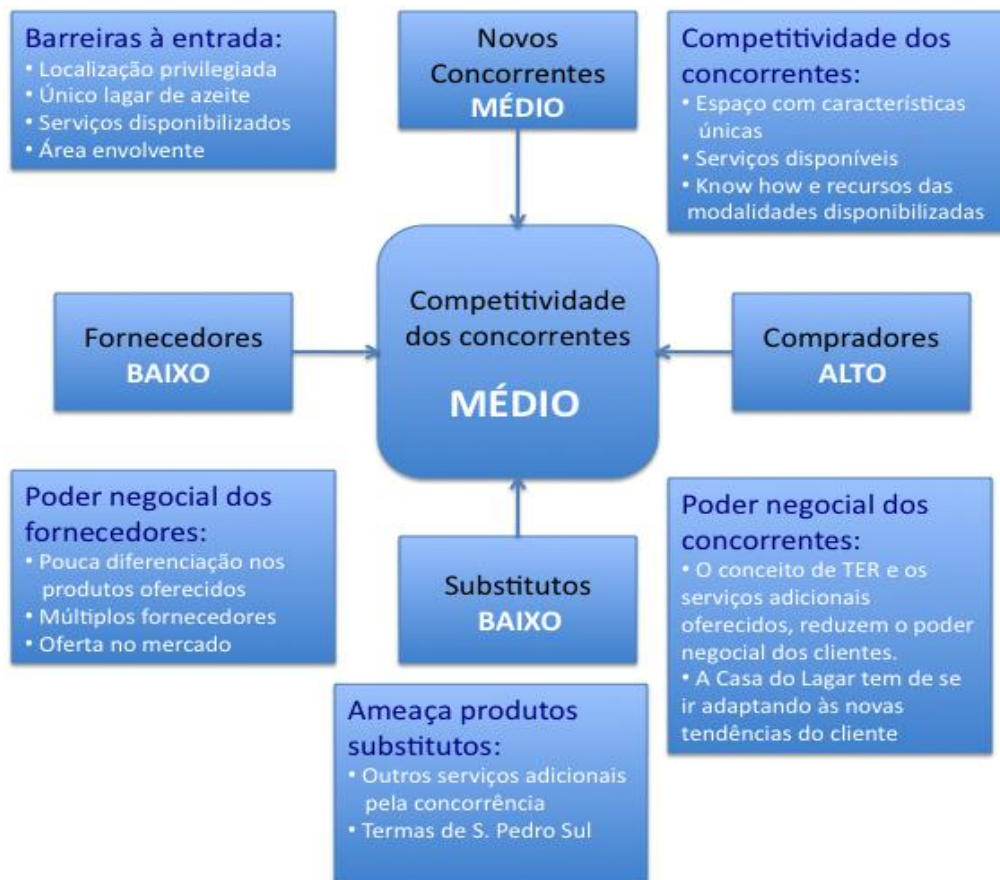 Barreiras à entrada:
• Localização privilegiada
• Único lagar de azeite
• Serviços disponibilizados
• Área envolvente
Novos
Concorrentes
MÉDIO
Competitividade dos
concorrentes:
• Espaço com características
únicas
• Serviços disponíveis
• Know how e recursos das
modalidades disponibilizadas
Fornecedores
BAIXO
Competitividade
dos concorrentes
MÉDIO
Compradores
ALTO
Poder negocial dos
fornecedores:
• Pouca diferenciação nos
produtos oferecidos
• Múltiplos fornecedores
• Oferta no mercado
Substitutos
BAIXO
Poder negocial dos
concorrentes:
• O conceito de TER e os
serviços adicionais
oferecidos, reduzem o poder
negocial dos clientes.
• A Casa do Lagar tem de se
ir adaptando às novas
tendências do cliente
Ameaça produtos
substitutos:
• Outros serviços adicionais
pela concorrência
• Termas de S. Pedro Sul